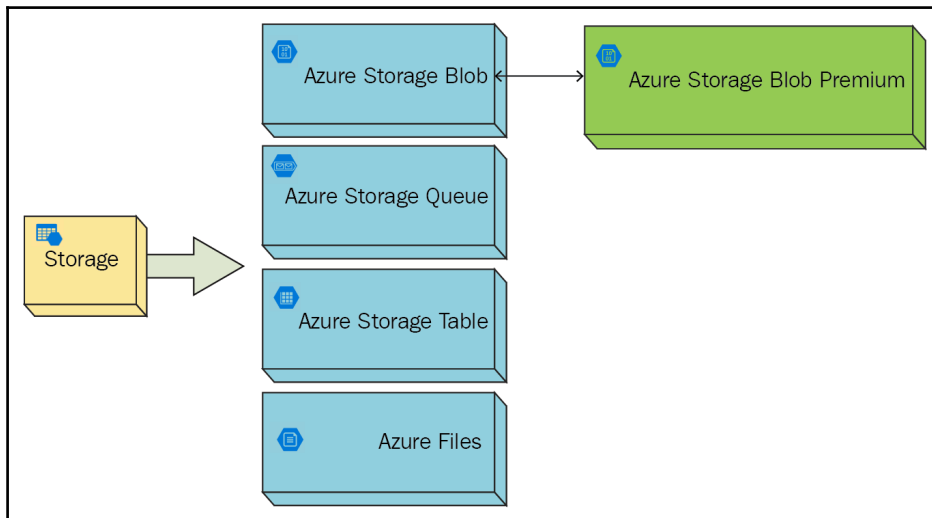 Azure Storage Blob
Azure Storage Blob Premium
Azure Storage Queue
Storage
Azure Storage Table
Azure Files